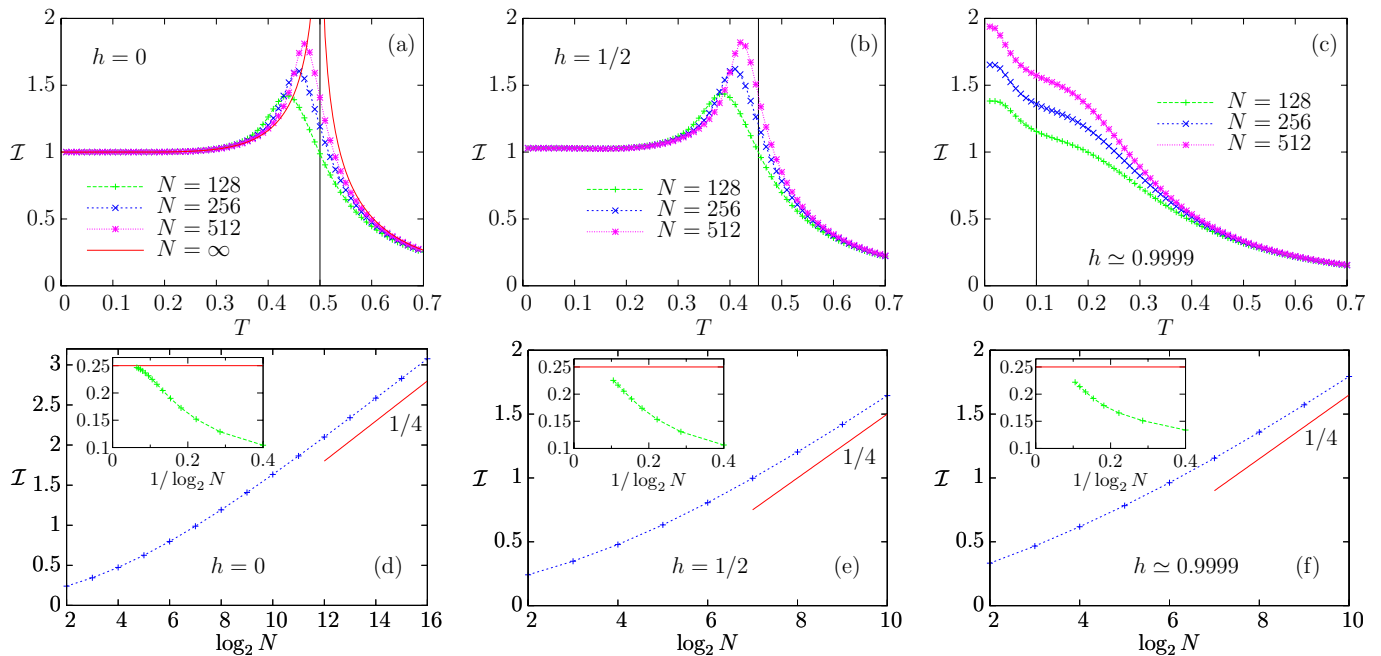 2
1.5
1
0.5
0
I
h = 0
(a)
N = 128
N = 256
N = 512
N = ∞
0 0.1 0.2 0.3 0.4 0.5 0.6 0.7
T
2
1.5
1
0.5
0
I
h = 1/2
(b)
N = 128
N = 256
N = 512
0 0.1 0.2 0.3 0.4 0.5 0.6 0.7
T
2
1.5
1
0.5
0
I
(c)
N = 128
N = 256
N = 512
h ≃ 0.9999
0 0.1 0.2 0.3 0.4 0.5 0.6 0.7
T
3
2.5
2
1.5
1
0.5
0
I
0.25
0.2
0.15
0.1
0 0.2 0.4
1/ log₂ N
1/4
h = 0
(d)
2 4 6 8 10 12 14 16
log₂ N
2
1.5
1
0.5
0
I
0.25
0.2
0.15
0.1
0 0.2 0.4
1/ log₂ N
1/4
h = 1/2
(e)
2 4 6 8 10
log₂ N
2
1.5
1
0.5
0
I
0.25
0.2
0.15
0.1
0 0.2 0.4
1/ log₂ N
1/4
h ≃ 0.9999
(f)
2 4 6 8 10
log₂ N